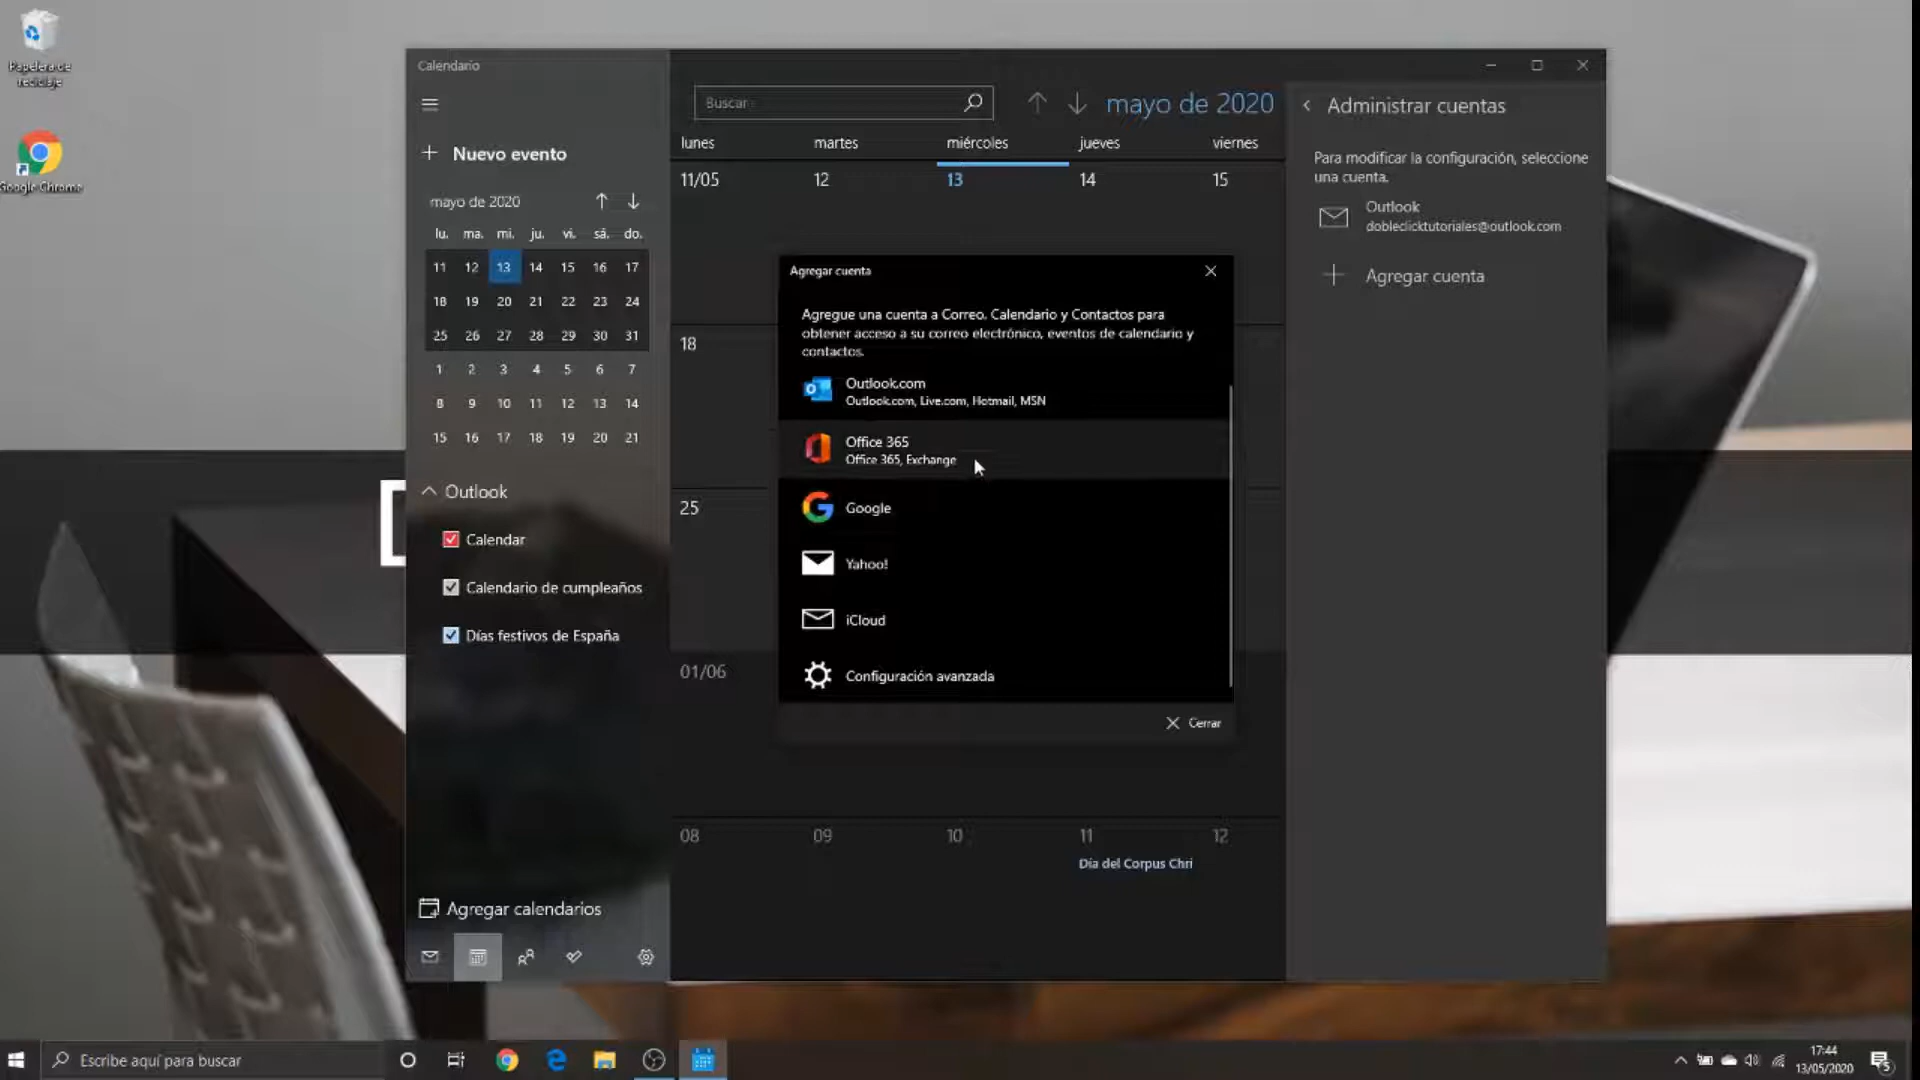 Papelera de
reciclaje
Google Chrome
Calendario
Nuevo evento
mayo de 2020
lu. ma. mi. ju. vi. sá. do.
11 12 13 14 15 16 17
18 19 20 21 22 23 24
25 26 27 28 29 30 31
1 2 3 4 5 6 7
8 9 10 11 12 13 14
15 16 17 18 19 20 21
Outlook
Calendar
Calendario de cumpleaños
Días festivos de España
Agregar calendarios
Buscar
mayo de 2020
lunes martes miércoles jueves viernes
11/05 12 13 14 15
18
25
01/06
08 09 10 11 12
Día del Corpus Chri
Agregar cuenta
Agregue una cuenta a Correo, Calendario y Contactos para
obtener acceso a su correo electrónico, eventos de calendario y
contactos.
Outlook.com
Outlook.com, Live.com, Hotmail, MSN
Office 365
Office 365, Exchange
Google
Yahoo!
iCloud
Configuración avanzada
Cerrar
Administrar cuentas
Para modificar la configuración, seleccione
una cuenta.
Outlook
dobleclicktutoriales@outlook.com
Agregar cuenta
Escribe aquí para buscar
17:44
13/05/2020
5